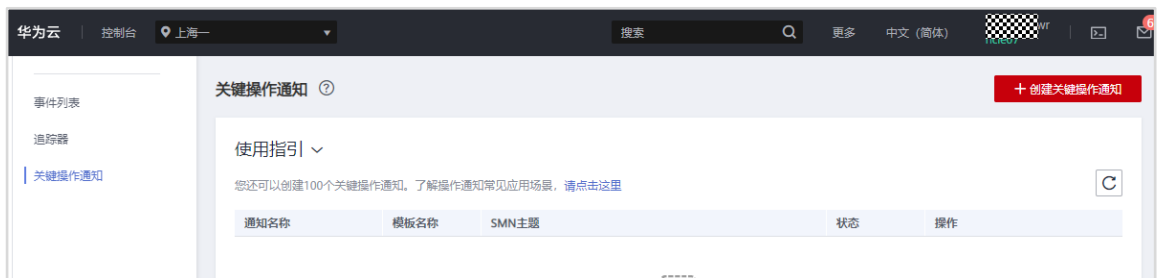 华为云 控制台 上海一 搜索 更多 中文 (简体) wr
6
事件列表
追踪器
关键操作通知
关键操作通知 ?
+ 创建关键操作通知
使用指引
您还可以创建100个关键操作通知。了解操作通知常见应用场景，请点击这里
通知名称 模板名称 SMN主题 状态 操作